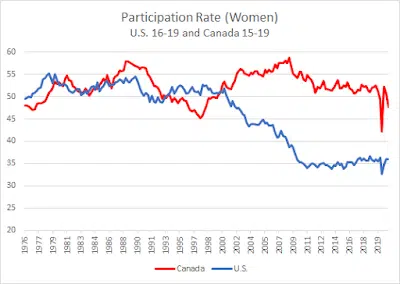 Participation Rate (Women)
U.S. 16-19 and Canada 15-19
60
55
50
45
40
35
30
25
20
1976 1977 1979 1981 1983 1984 1986 1988 1990 1991 1993 1995 1997 1998 2000 2002 2004 2005 2007 2009 2011 2012 2014 2016 2018 2019
Canada U.S.